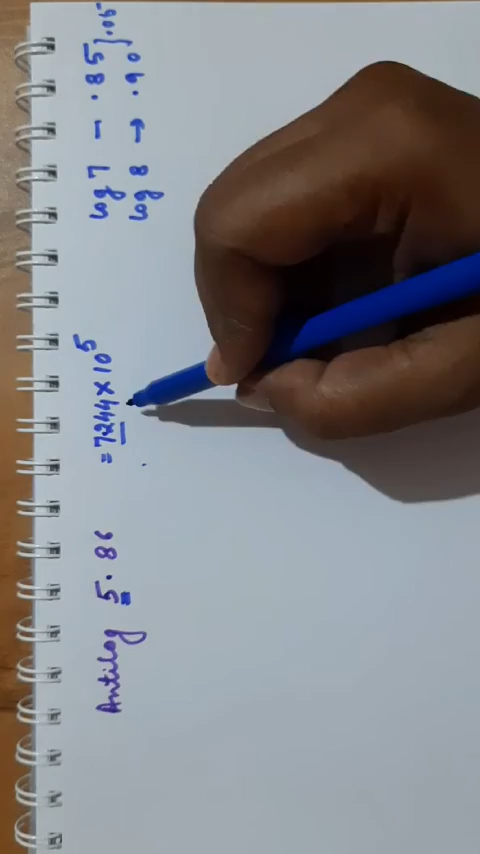 Antilog 5.86 = 7244 × 10⁵
log 7 – .85 } .05
log 8 → .90